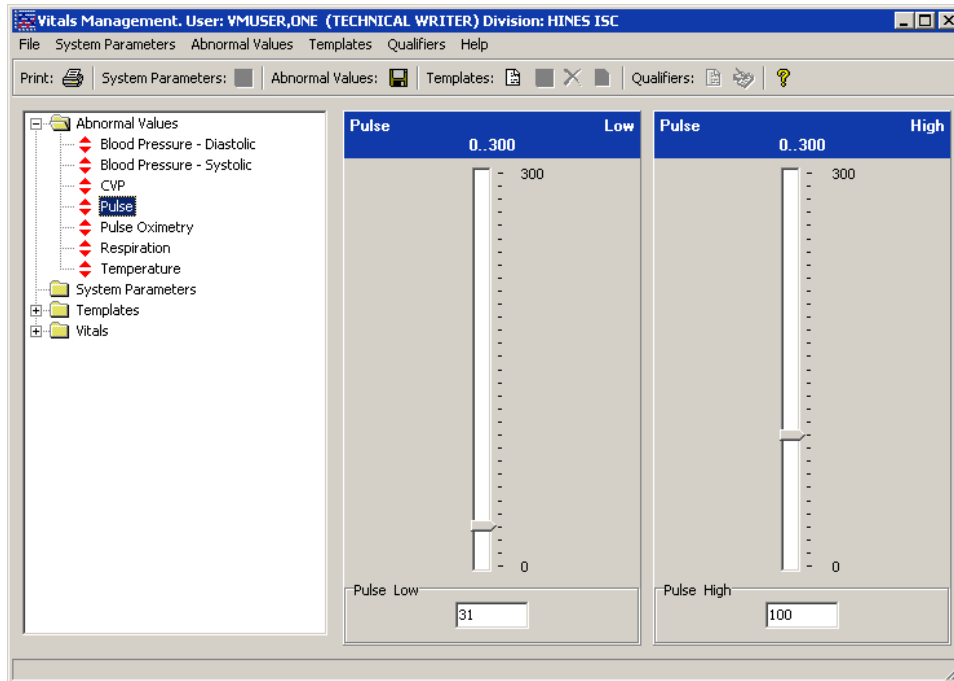 Vitals Management. User: VMUSER,ONE (TECHNICAL WRITER) Division: HINES ISC
File System Parameters Abnormal Values Templates Qualifiers Help
Print: System Parameters: Abnormal Values: Templates: Qualifiers:
Abnormal Values
Blood Pressure - Diastolic
Blood Pressure - Systolic
CVP
Pulse
Pulse Oximetry
Respiration
Temperature
System Parameters
Templates
Vitals
Pulse Low
0..300
300
0
Pulse Low
31
Pulse High
0..300
300
0
Pulse High
100